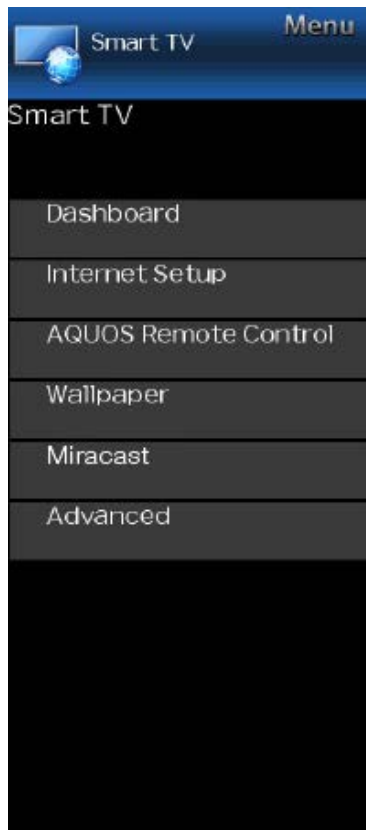 Smart TV
Menu
Smart TV
Dashboard
Internet Setup
AQUOS Remote Control
Wallpaper
Miracast
Advanced